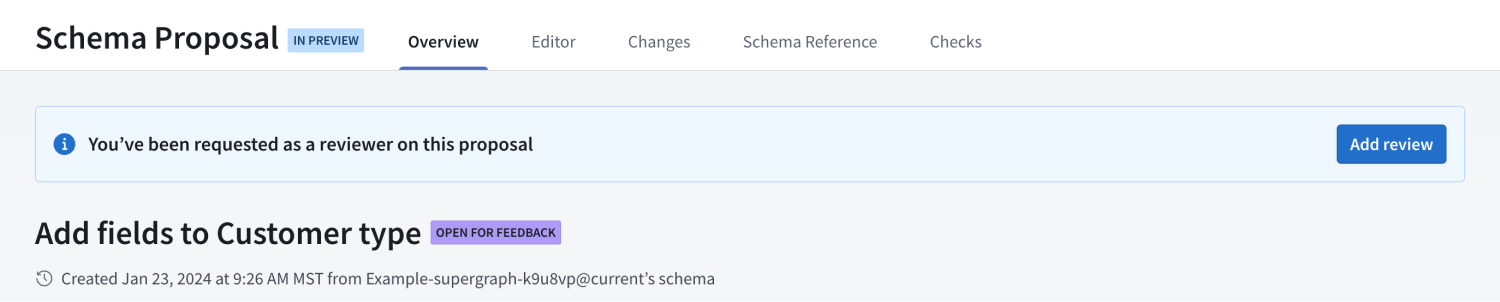 Schema Proposal IN PREVIEW Overview Editor Changes Schema Reference Checks
You’ve been requested as a reviewer on this proposal Add review
Add fields to Customer type OPEN FOR FEEDBACK
Created Jan 23, 2024 at 9:26 AM MST from Example-supergraph-k9u8vp@current’s schema